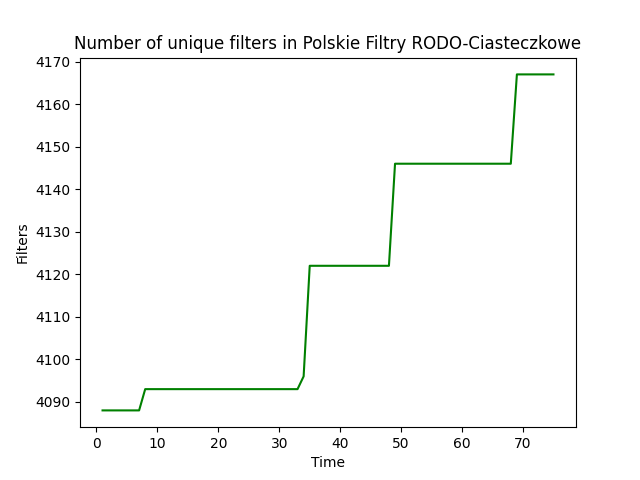 Number of unique filters in Polskie Filtry RODO-Ciasteczkowe
4170
4160
4150
4140
4130
4120
4110
4100
4090
Filters
0 10 20 30 40 50 60 70
Time